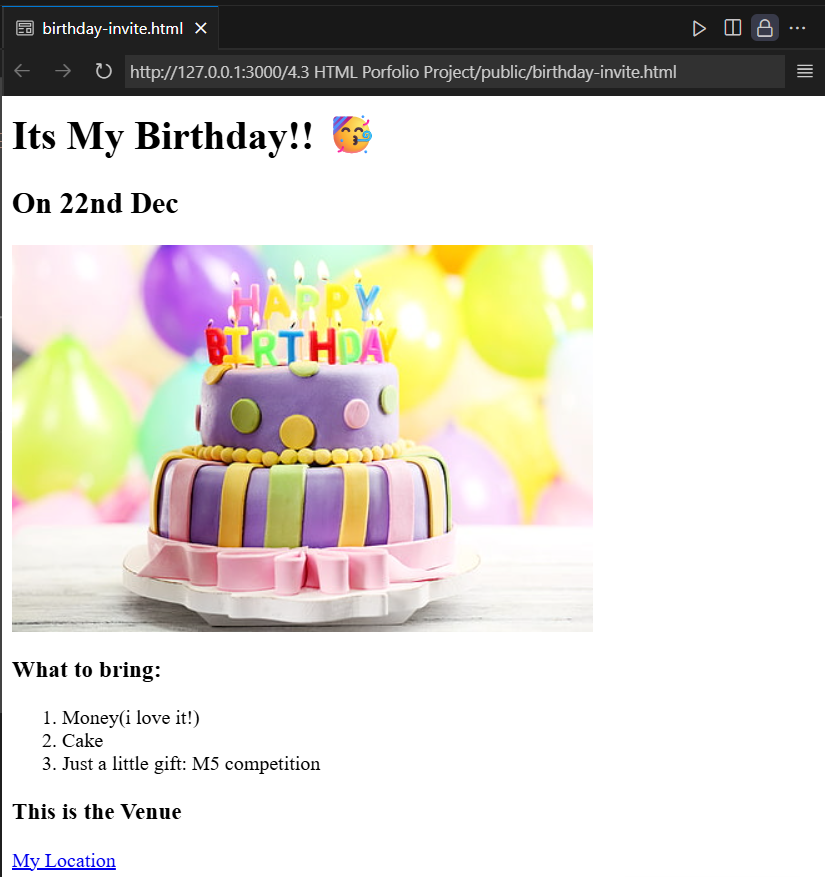 birthday-invite.html
http://127.0.0.1:3000/4.3 HTML Porfolio Project/public/birthday-invite.html
Its My Birthday!! 🥳
On 22nd Dec
HAPPY
BIRTHDAY
What to bring:
1. Money(i love it!)
2. Cake
3. Just a little gift: M5 competition
This is the Venue
My Location